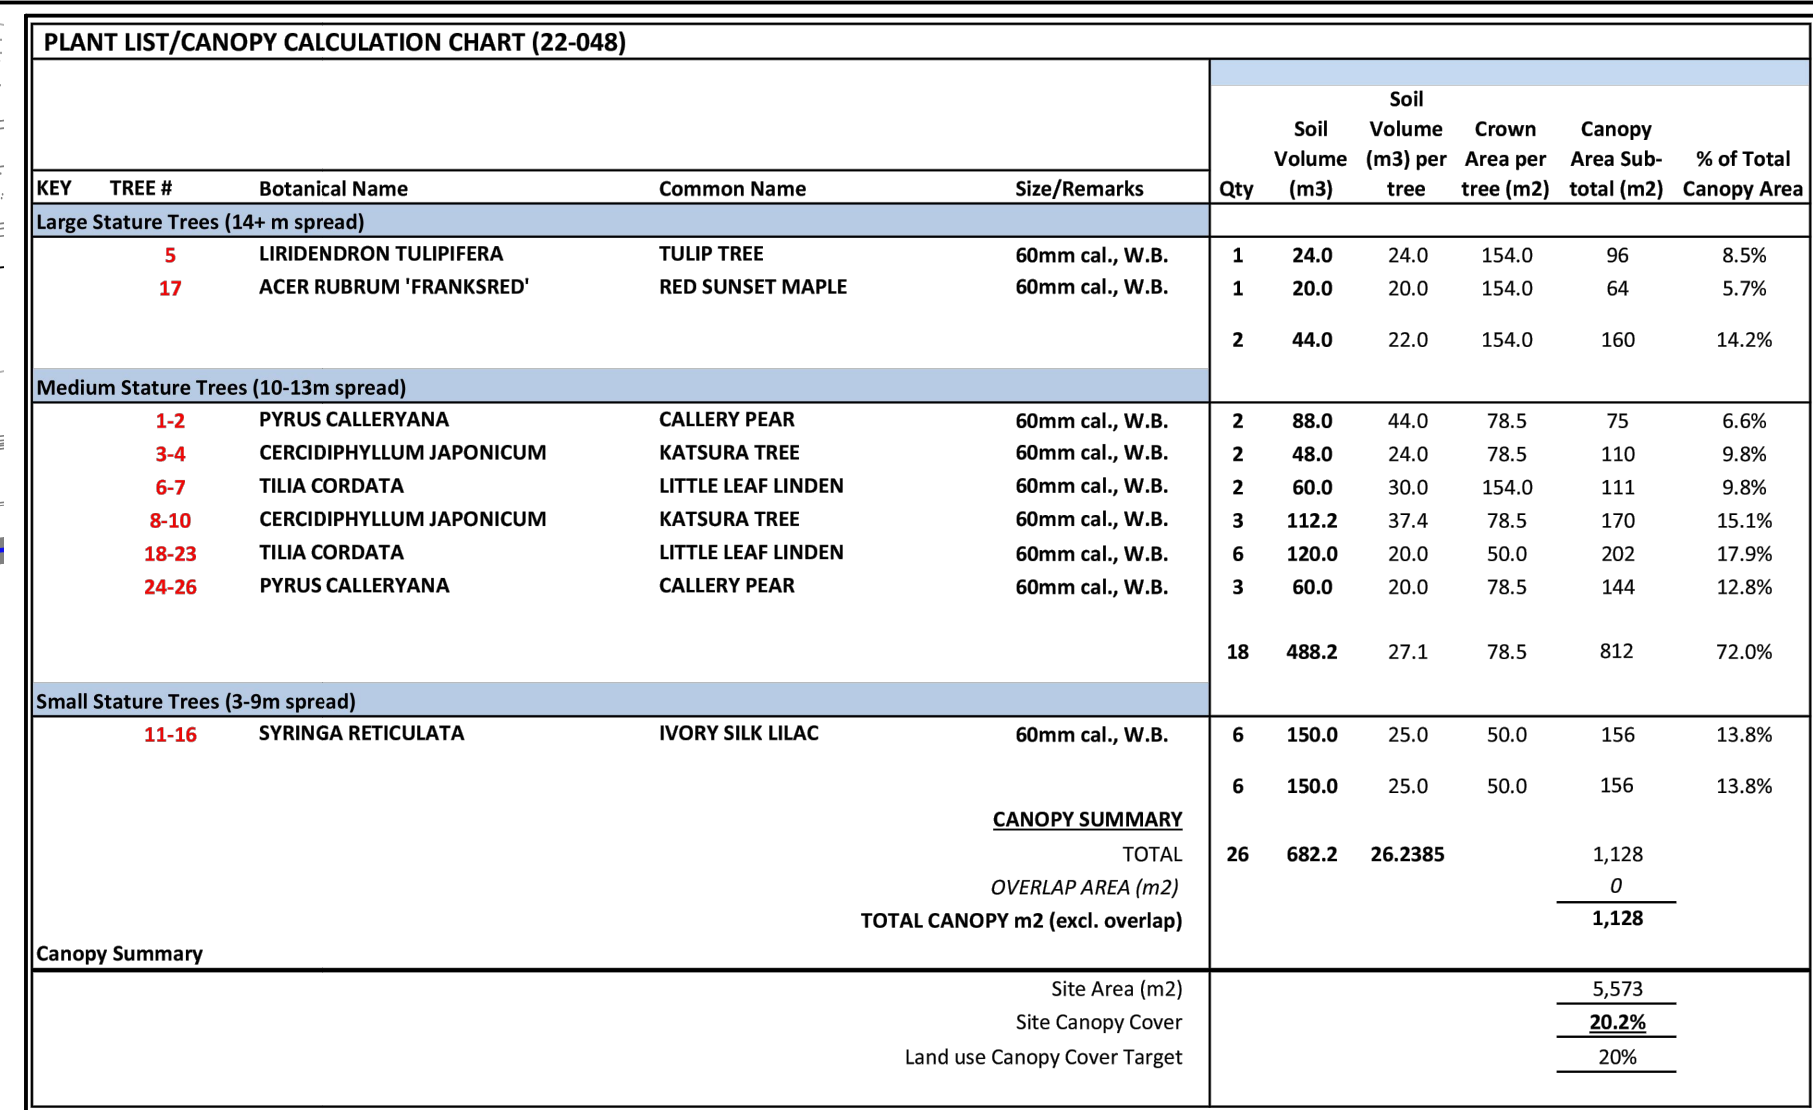 PLANT LIST/CANOPY CALCULATION CHART (22-048)
KEY TREE # Botanical Name Common Name Size/Remarks Qty Soil Volume (m3) Soil Volume (m3) per tree Crown Area per tree (m2) Canopy Area Sub-total (m2) % of Total Canopy Area
Large Stature Trees (14+ m spread)
5 LIRIDENDRON TULIPIFERA TULIP TREE 60mm cal., W.B. 1 24.0 24.0 154.0 96 8.5%
17 ACER RUBRUM 'FRANKSRED' RED SUNSET MAPLE 60mm cal., W.B. 1 20.0 20.0 154.0 64 5.7%
2 44.0 22.0 154.0 160 14.2%
Medium Stature Trees (10-13m spread)
1-2 PYRUS CALLERYANA CALLERY PEAR 60mm cal., W.B. 2 88.0 44.0 78.5 75 6.6%
3-4 CERCIDIPHYLLUM JAPONICUM KATSURA TREE 60mm cal., W.B. 2 48.0 24.0 78.5 110 9.8%
6-7 TILIA CORDATA LITTLE LEAF LINDEN 60mm cal., W.B. 2 60.0 30.0 154.0 111 9.8%
8-10 CERCIDIPHYLLUM JAPONICUM KATSURA TREE 60mm cal., W.B. 3 112.2 37.4 78.5 170 15.1%
18-23 TILIA CORDATA LITTLE LEAF LINDEN 60mm cal., W.B. 6 120.0 20.0 50.0 202 17.9%
24-26 PYRUS CALLERYANA CALLERY PEAR 60mm cal., W.B. 3 60.0 20.0 78.5 144 12.8%
18 488.2 27.1 78.5 812 72.0%
Small Stature Trees (3-9m spread)
11-16 SYRINGA RETICULATA IVORY SILK LILAC 60mm cal., W.B. 6 150.0 25.0 50.0 156 13.8%
6 150.0 25.0 50.0 156 13.8%
CANOPY SUMMARY
TOTAL 26 682.2 26.2385 1,128
OVERLAP AREA (m2) 0
TOTAL CANOPY m2 (excl. overlap) 1,128
Canopy Summary
Site Area (m2) 5,573
Site Canopy Cover 20.2%
Land use Canopy Cover Target 20%